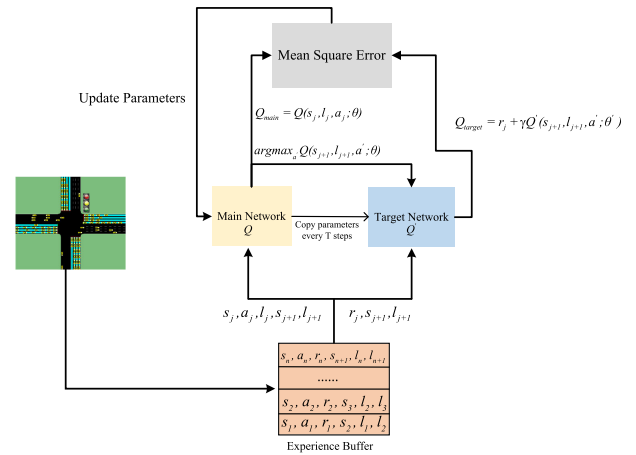 Mean Square Error
Update Parameters
Q_main = Q(s_j, l_j, a_j; θ)
Q_target = r_j + γQ'(s_{j+1}, l_{j+1}, a'; θ')
argmax_a' Q(s_{j+1}, l_{j+1}, a'; θ)
Main Network
Q
Copy parameters
every T steps
Target Network
Q'
s_j, a_j, l_j, s_{j+1}, l_{j+1}
r_j, s_{j+1}, l_{j+1}
s_n, a_n, r_n, s_{n+1}, l_n, l_{n+1}
......
s_2, a_2, r_2, s_3, l_2, l_3
s_1, a_1, r_1, s_2, l_1, l_2
Experience Buffer